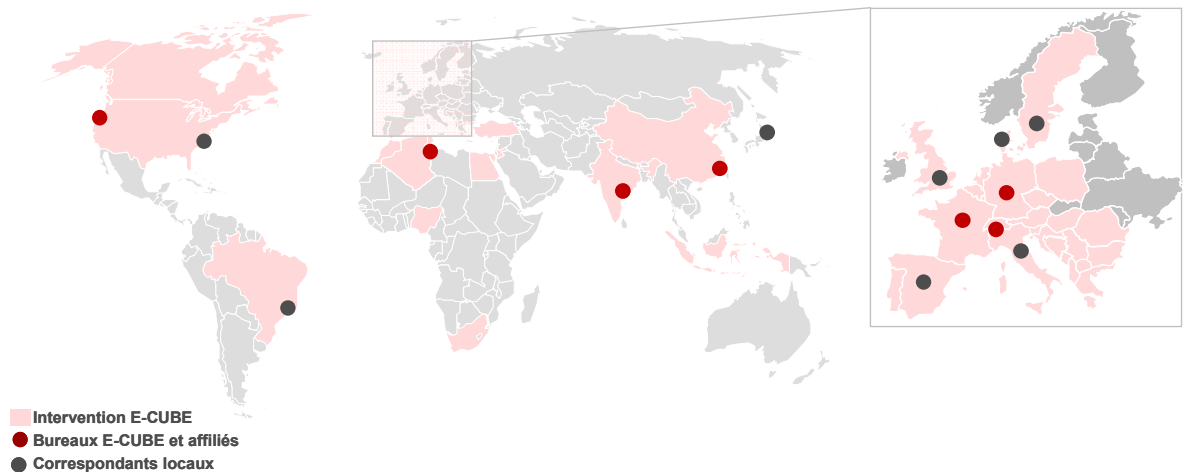 Intervention E-CUBE
Bureaux E-CUBE et affiliés
Correspondants locaux